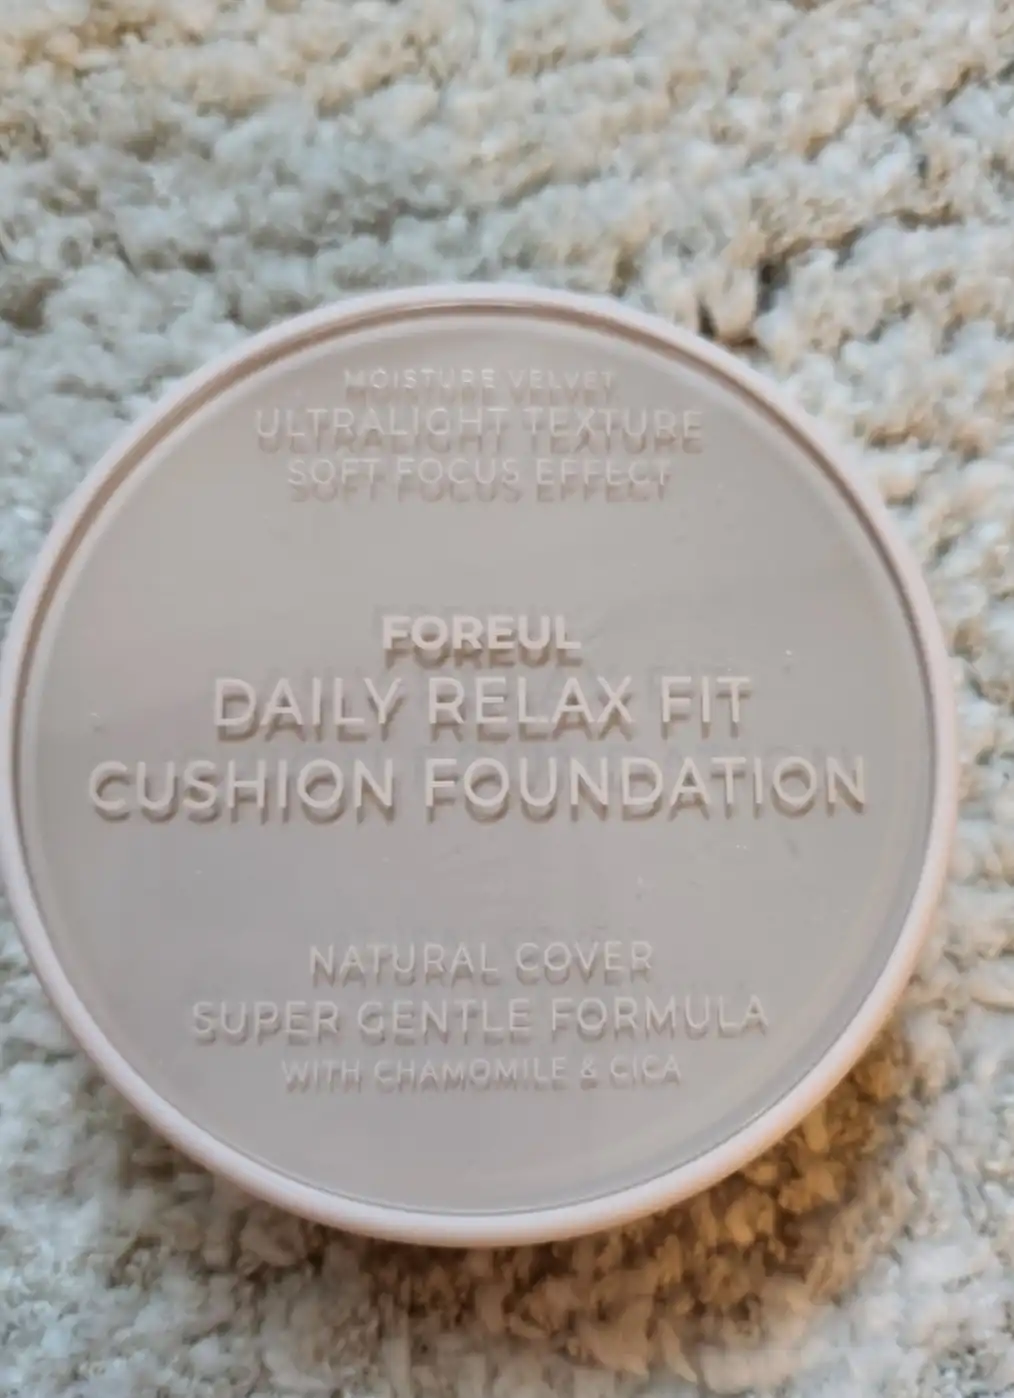 MOISTURE VELVET
ULTRALIGHT TEXTURE
SOFT FOCUS EFFECT
FOREUL
DAILY RELAX FIT
CUSHION FOUNDATION
NATURAL COVER
SUPER GENTLE FORMULA
WITH CHAMOMILE & CICA